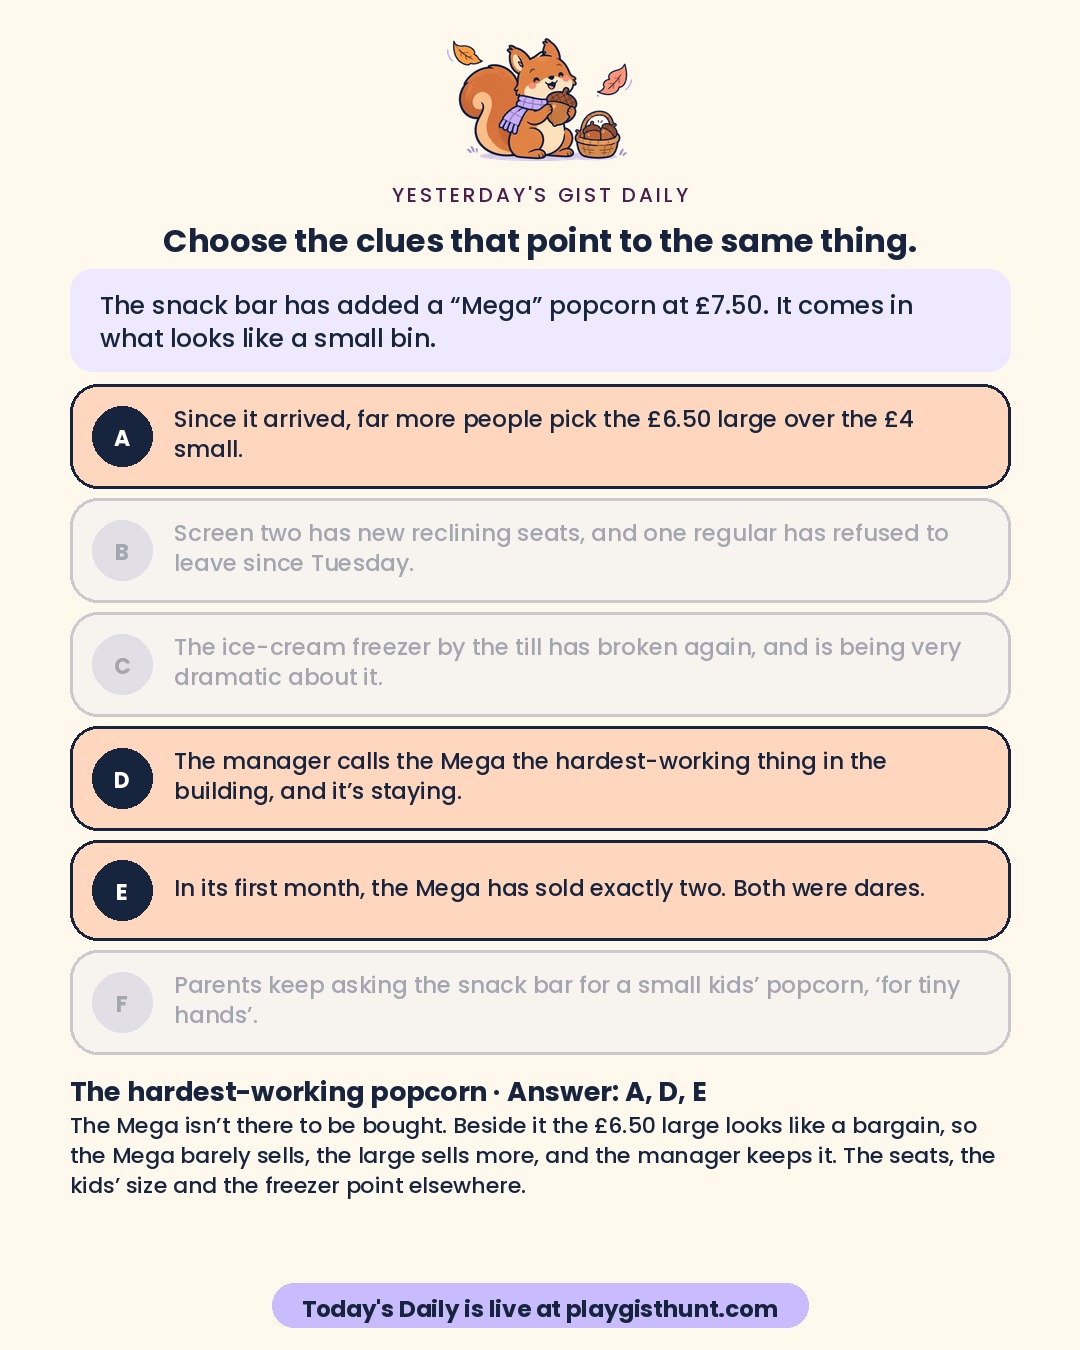 YESTERDAY'S GIST DAILY
Choose the clues that point to the same thing.
The snack bar has added a “Mega” popcorn at £7.50. It comes in
what looks like a small bin.
A
Since it arrived, far more people pick the £6.50 large over the £4
small.
B
Screen two has new reclining seats, and one regular has refused to
leave since Tuesday.
C
The ice-cream freezer by the till has broken again, and is being very
dramatic about it.
D
The manager calls the Mega the hardest-working thing in the
building, and it’s staying.
E
In its first month, the Mega has sold exactly two. Both were dares.
F
Parents keep asking the snack bar for a small kids’ popcorn, ‘for tiny
hands’.
The hardest-working popcorn · Answer: A, D, E
The Mega isn’t there to be bought. Beside it the £6.50 large looks like a bargain, so
the Mega barely sells, the large sells more, and the manager keeps it. The seats, the
kids’ size and the freezer point elsewhere.
Today's Daily is live at playgisthunt.com